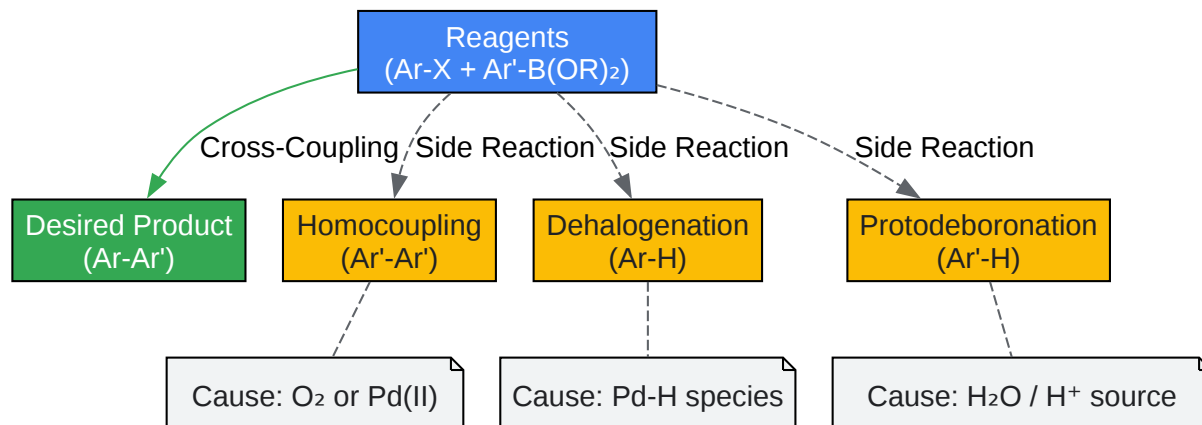 Reagents
(Ar-X + Ar'-B(OR)₂)
Cross-Coupling
Side Reaction
Side Reaction
Side Reaction
Desired Product
(Ar-Ar')
Homocoupling
(Ar'-Ar')
Dehalogenation
(Ar-H)
Protodeboronation
(Ar'-H)
Cause: O₂ or Pd(II)
Cause: Pd-H species
Cause: H₂O / H⁺ source